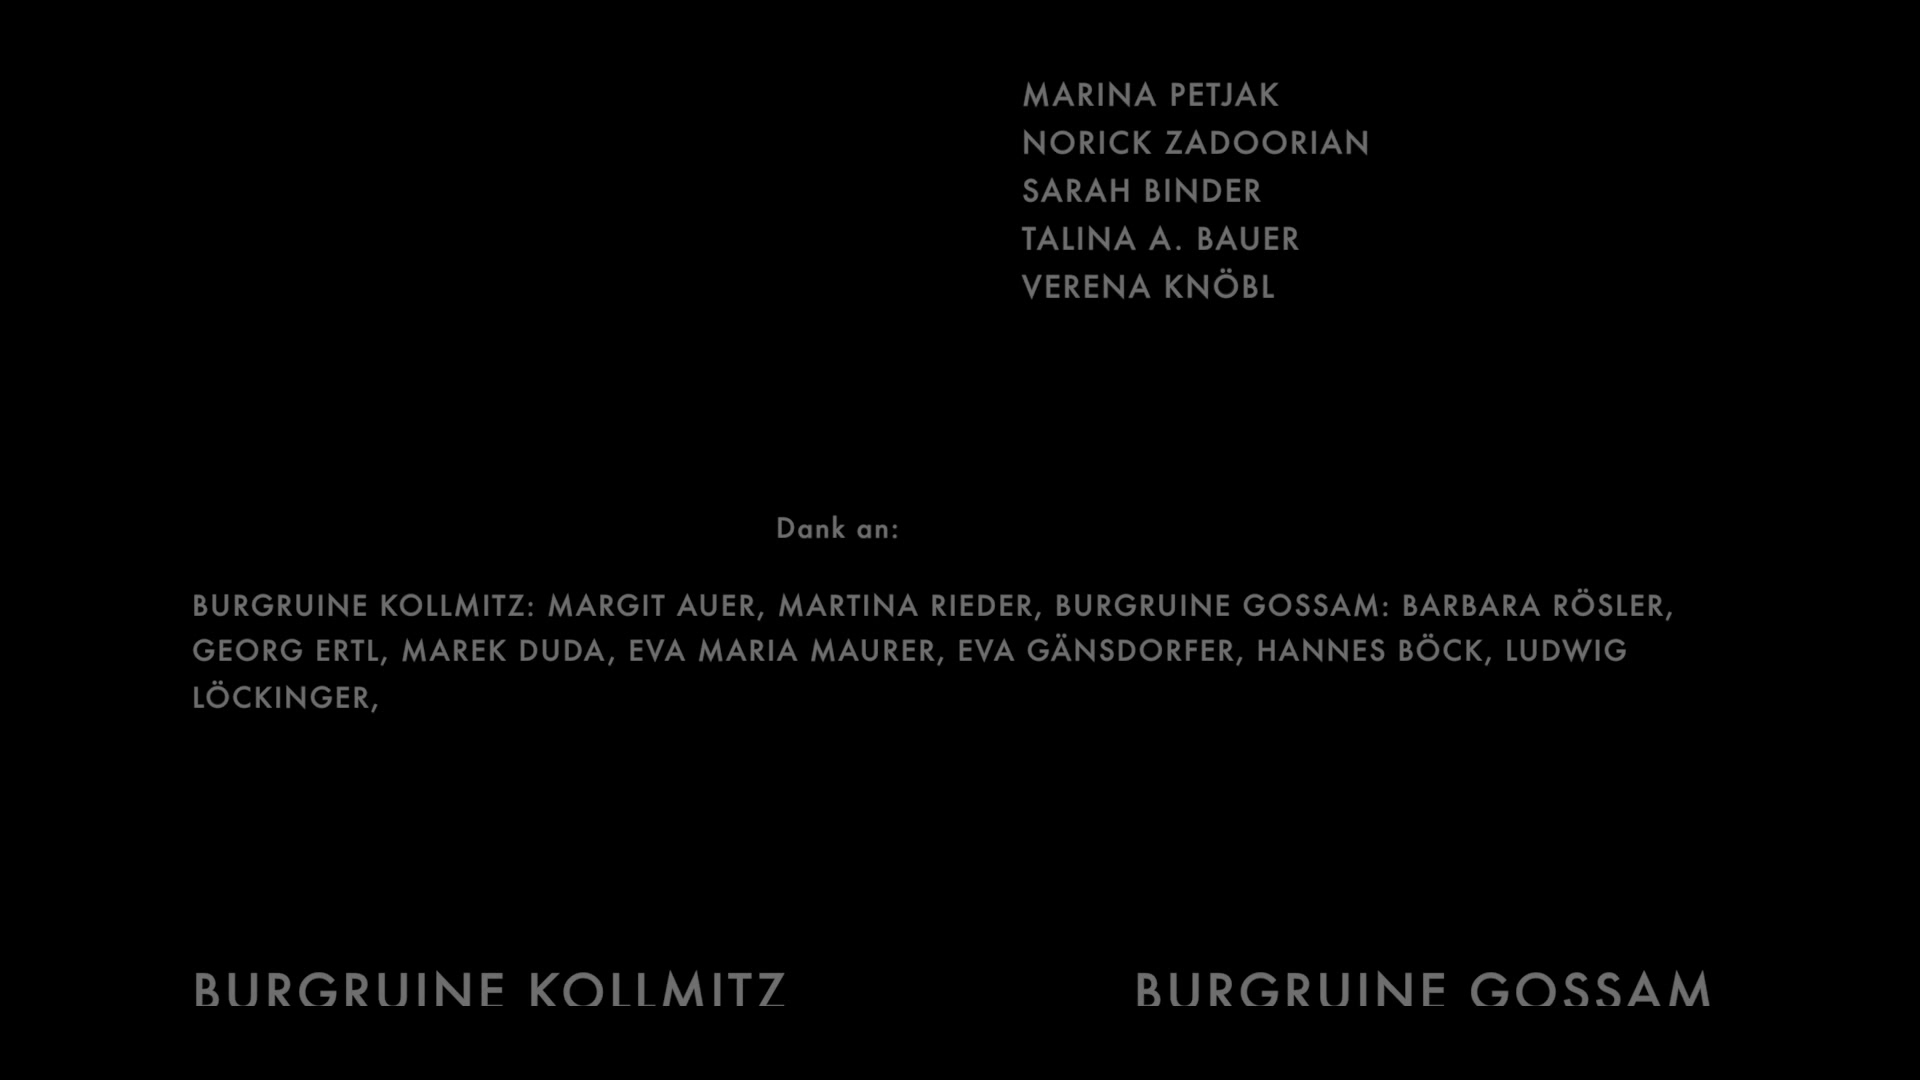 MARINA PETJAK
NORICK ZADOORIAN
SARAH BINDER
TALINA A. BAUER
VERENA KNÖBL
Dank an:
BURGRUINE KOLLMITZ: MARGIT AUER, MARTINA RIEDER, BURGRUINE GOSSAM: BARBARA RÖSLER,
GEORG ERTL, MAREK DUDA, EVA MARIA MAURER, EVA GÄNSDORFER, HANNES BÖCK, LUDWIG
LÖCKINGER,
BURGRUINE KOLLMITZ BURGRUINE GOSSAM